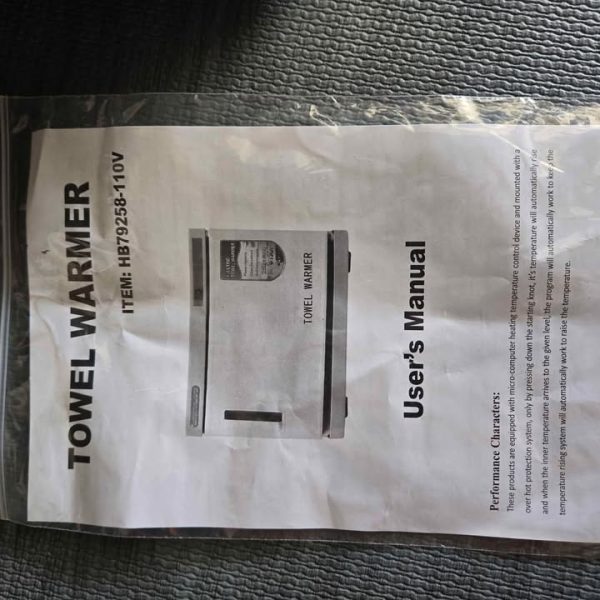 TOWEL WARMER
ITEM: HB79258-110V
TOWEL WARMER
User's Manual
Performance Characters:
These products are equipped with micro-computer heating temperature control device and mounted with a
over hot protection system, only by pressing down the starting knot, it's temperature will automatically rise
and when the inner temperature arrives to the given level, the program will automatically work to keep the
temperature rising system will automatically work to raise the temperature.